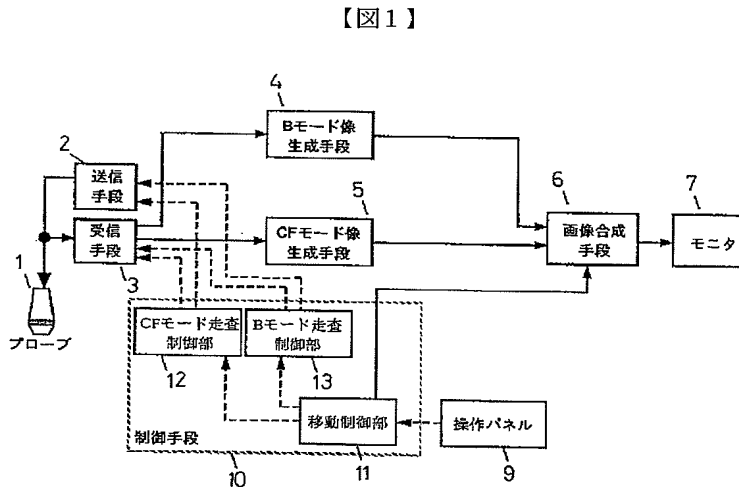 【図1】
4
Bモード像
生成手段
2
送信
手段
5
6
7
受信
手段
CFモード像
生成手段
画像合成
手段
モニタ
1
3
プローブ
CFモード走査
制御部
Bモード走査
制御部
12
13
移動制御部
操作パネル
制御手段
10
11
9